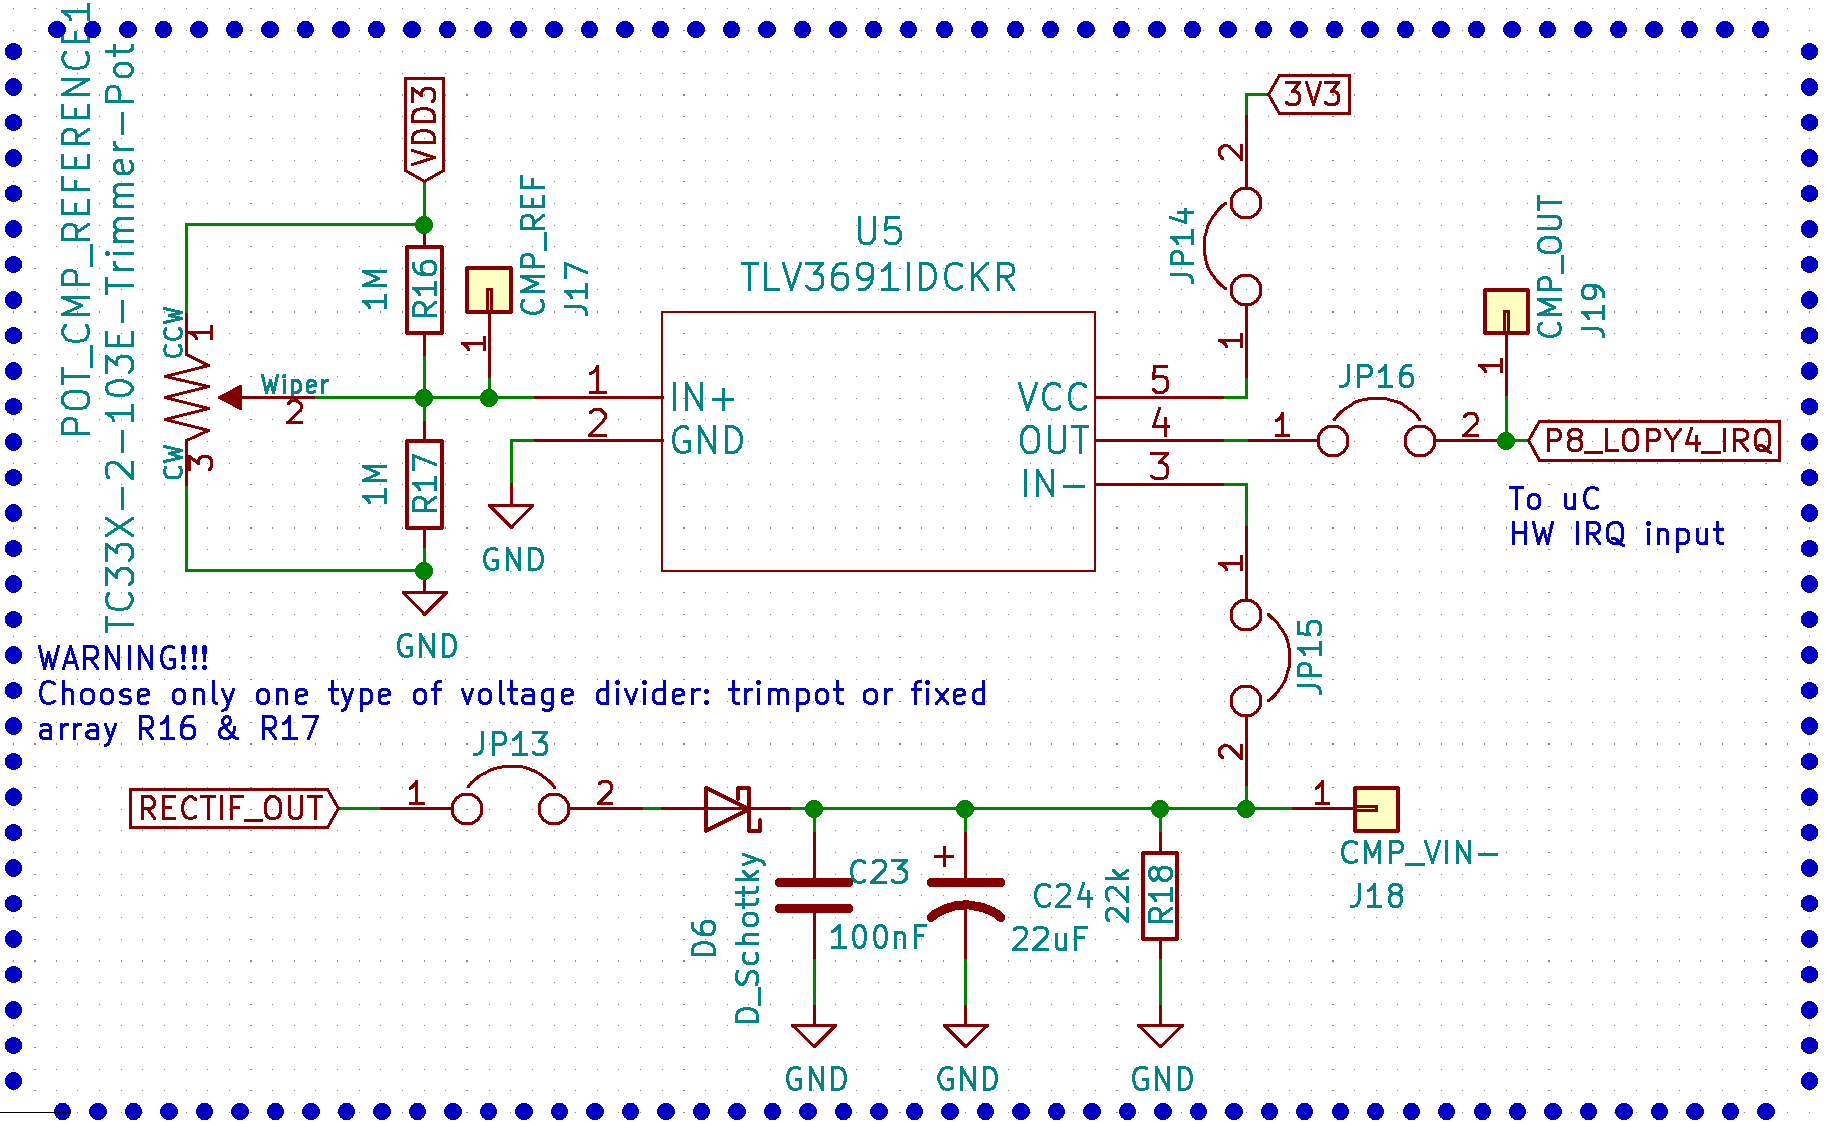 POT_CMP_REFERENCE1
TC33X-2-103E-Trimmer-Pot
VDD3
3V3
CMP_REF
J17
U5
TLV3691IDCKR
JP14
2
1
CMP_OUT
J19
1
R16
1M
1
CCW
1
Wiper
2
CW
3
R17
1M
1
IN+
VCC
5
2
GND
OUT
4
IN-
3
JP16
1
2
P8_LOPY4_IRQ
To uC
HW IRQ input
GND
GND
1
JP15
2
WARNING!!!
Choose only one type of voltage divider: trimpot or fixed
array R16 & R17
JP13
RECTIF_OUT
1
2
D6
D_Schottky
C23
100nF
+
C24
22uF
22k
R18
1
CMP_VIN-
J18
GND
GND
GND